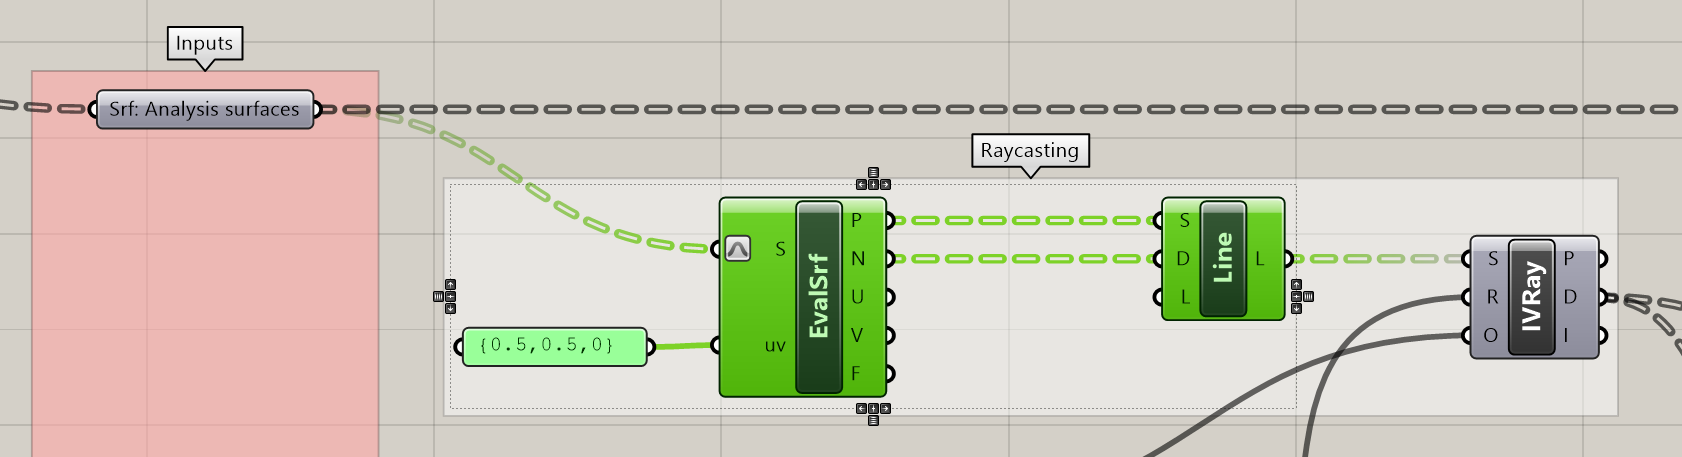 Inputs
Srf: Analysis surfaces
Raycasting
S
uv
EvalSrf
P
N
U
V
F
{0.5,0.5,0}
S
D
L
Line
L
S
R
O
IVRay
P
D
I